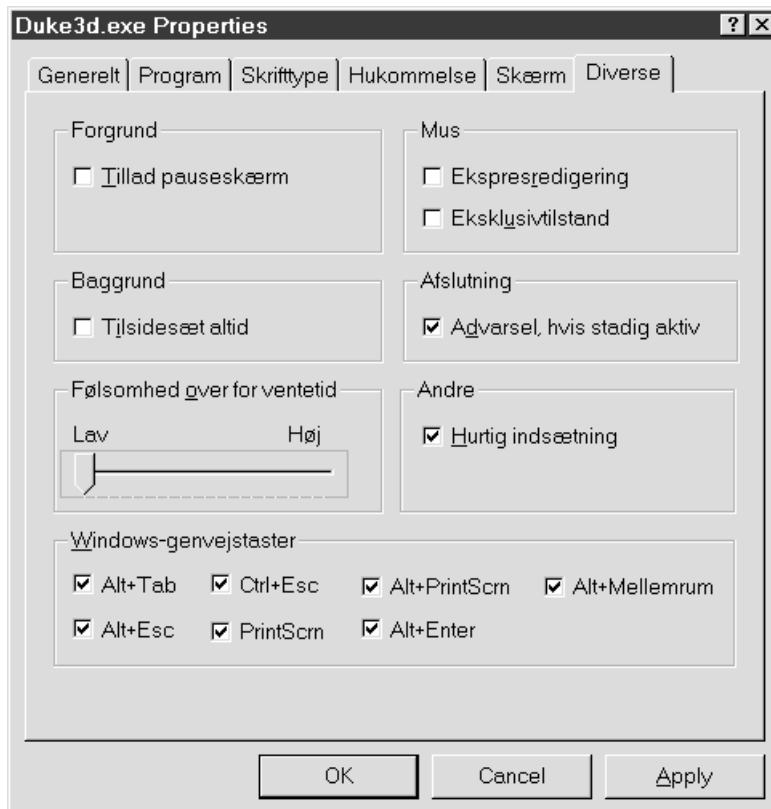 Duke3d.exe Properties
Generelt Program Skrifttype Hukommelse Skærm Diverse
Forgrund
Tillad pauseskærm
Mus
Ekspresredigering
Eksklusivtilstand
Baggrund
Tilsidesæt altid
Afslutning
Advarsel, hvis stadig aktiv
Følsomhed over for ventetid
Lav Høj
Andre
Hurtig indsætning
Windows-genvejstaster
Alt+Tab Ctrl+Esc Alt+PrintScrn Alt+Mellemrum
Alt+Esc PrintScrn Alt+Enter
OK Cancel Apply